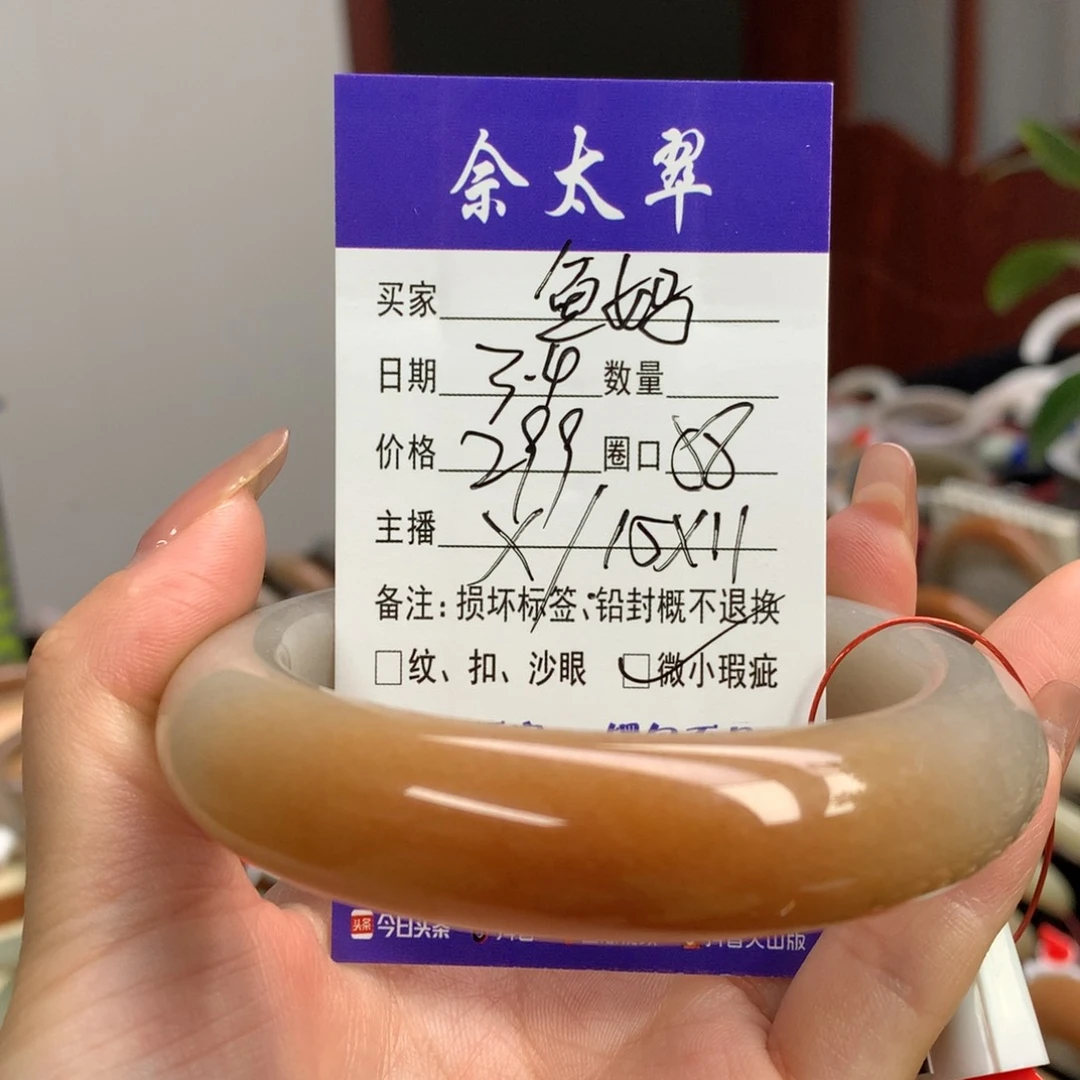 佘太翠
买家 鱼妈
日期 3.4 数量
价格 299 圈口 58
主播 X/15X11
备注:损坏标签、铅封概不退换
□纹、扣、沙眼 □微小瑕疵
今日头条